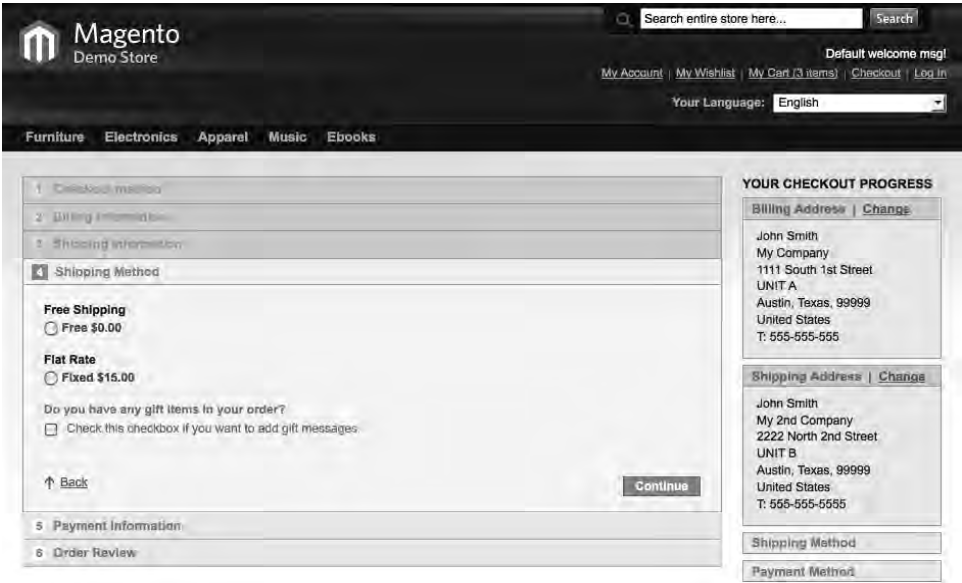 Magento
Demo Store
Search entire store here...
Search
Default welcome msg!
My Account | My Wishlist | My Cart (3 items) | Checkout | Log In
Your Language: English
Furniture Electronics Apparel Music Ebooks
1 Checkout method
2 Billing Information
3 Shipping Information
4 Shipping Method
Free Shipping
Free $0.00
Flat Rate
Fixed $15.00
Do you have any gift items in your order?
Check this checkbox if you want to add gift messages
Back
Continue
5 Payment Information
6 Order Review
YOUR CHECKOUT PROGRESS
Billing Address | Change
John Smith
My Company
1111 South 1st Street
UNIT A
Austin, Texas, 99999
United States
T: 555-555-555
Shipping Address | Change
John Smith
My 2nd Company
2222 North 2nd Street
UNIT B
Austin, Texas, 99999
United States
T: 555-555-5555
Shipping Method
Payment Method